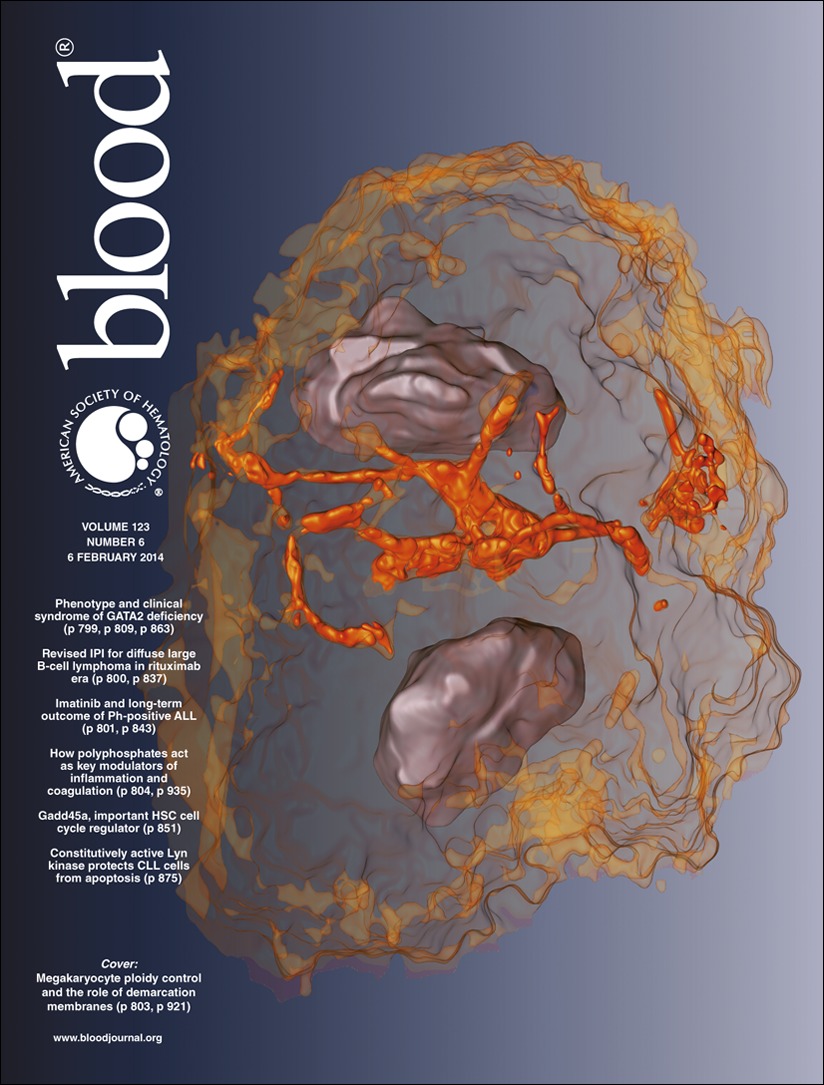 blood®
AMERICAN SOCIETY OF HEMATOLOGY ®
VOLUME 123
NUMBER 6
6 FEBRUARY 2014
Phenotype and clinical
syndrome of GATA2 deficiency
(p 799, p 809, p 863)
Revised IPI for diffuse large
B-cell lymphoma in rituximab
era (p 800, p 837)
Imatinib and long-term
outcome of Ph-positive ALL
(p 801, p 843)
How polyphosphates act
as key modulators of
inflammation and
coagulation (p 804, p 935)
Gadd45a, important HSC cell
cycle regulator (p 851)
Constitutively active Lyn
kinase protects CLL cells
from apoptosis (p 875)
Cover:
Megakaryocyte ploidy control
and the role of demarcation
membranes (p 803, p 921)
www.bloodjournal.org